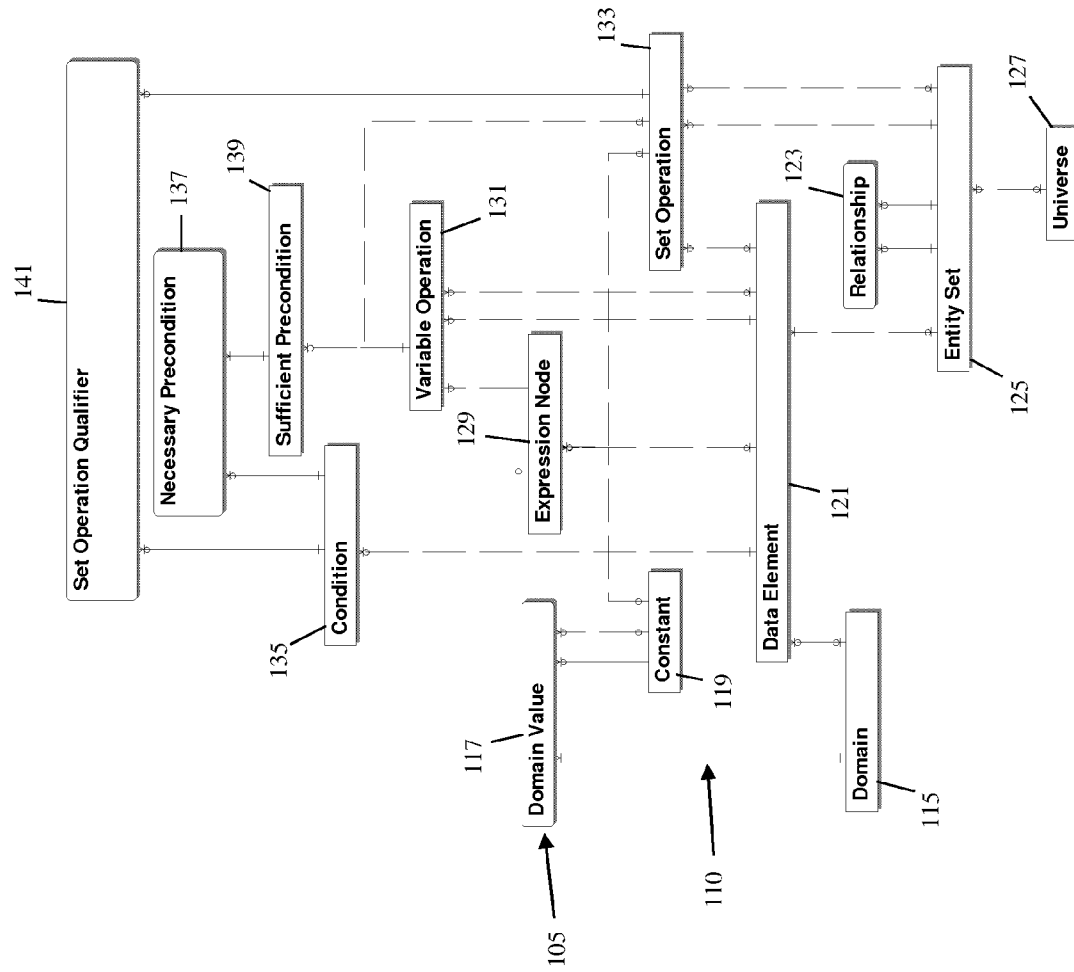 141
Set Operation Qualifier
137
Necessary Precondition
139
Sufficient Precondition
131
Variable Operation
133
Set Operation
135
Condition
129
Expression Node
117
Domain Value
105
119
Constant
110
121
Data Element
123
Relationship
115
Domain
125
Entity Set
127
Universe